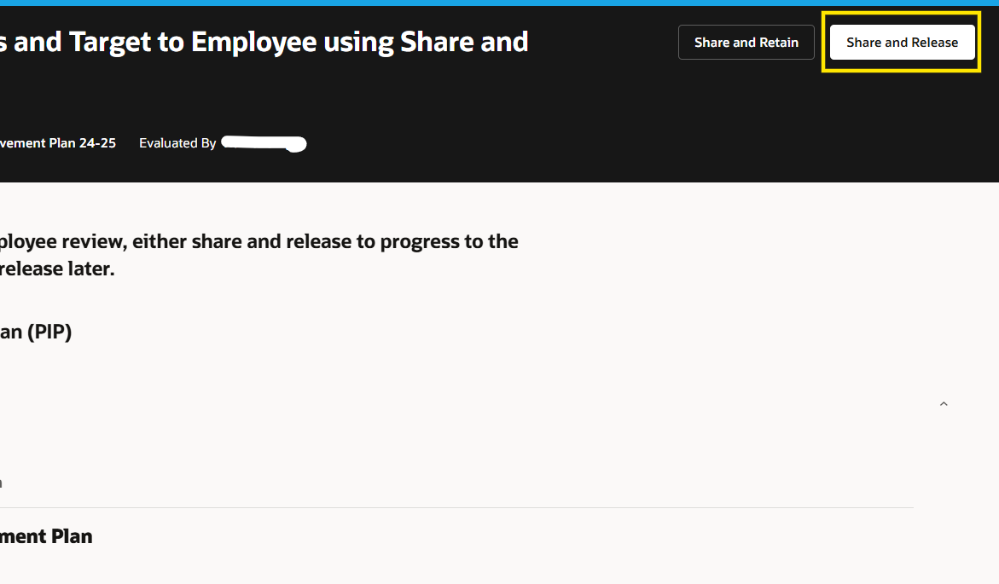 s and Target to Employee using Share and
Share and Retain
Share and Release
vement Plan 24-25
Evaluated By
ployee review, either share and release to progress to the
release later.
an (PIP)
n
ment Plan